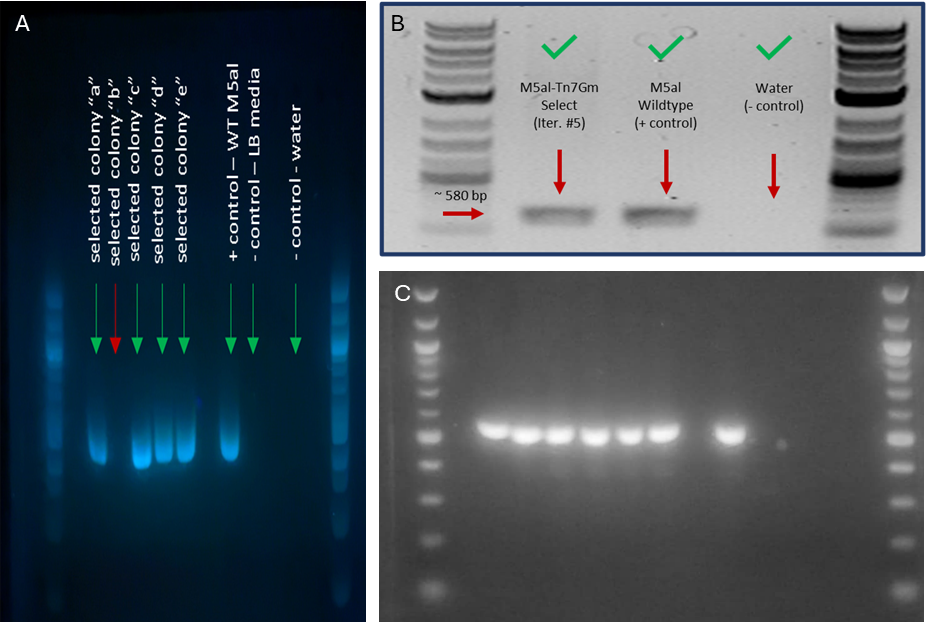 A
selected colony “a”
selected colony “b”
selected colony “c”
selected colony “d”
selected colony “e”
+ control – WT M5al
- control – LB media
- control - water
B
M5al-Tn7Gm
Select
(Iter. #5)
M5al
Wildtype
(+ control)
Water
(- control)
~ 580 bp
C